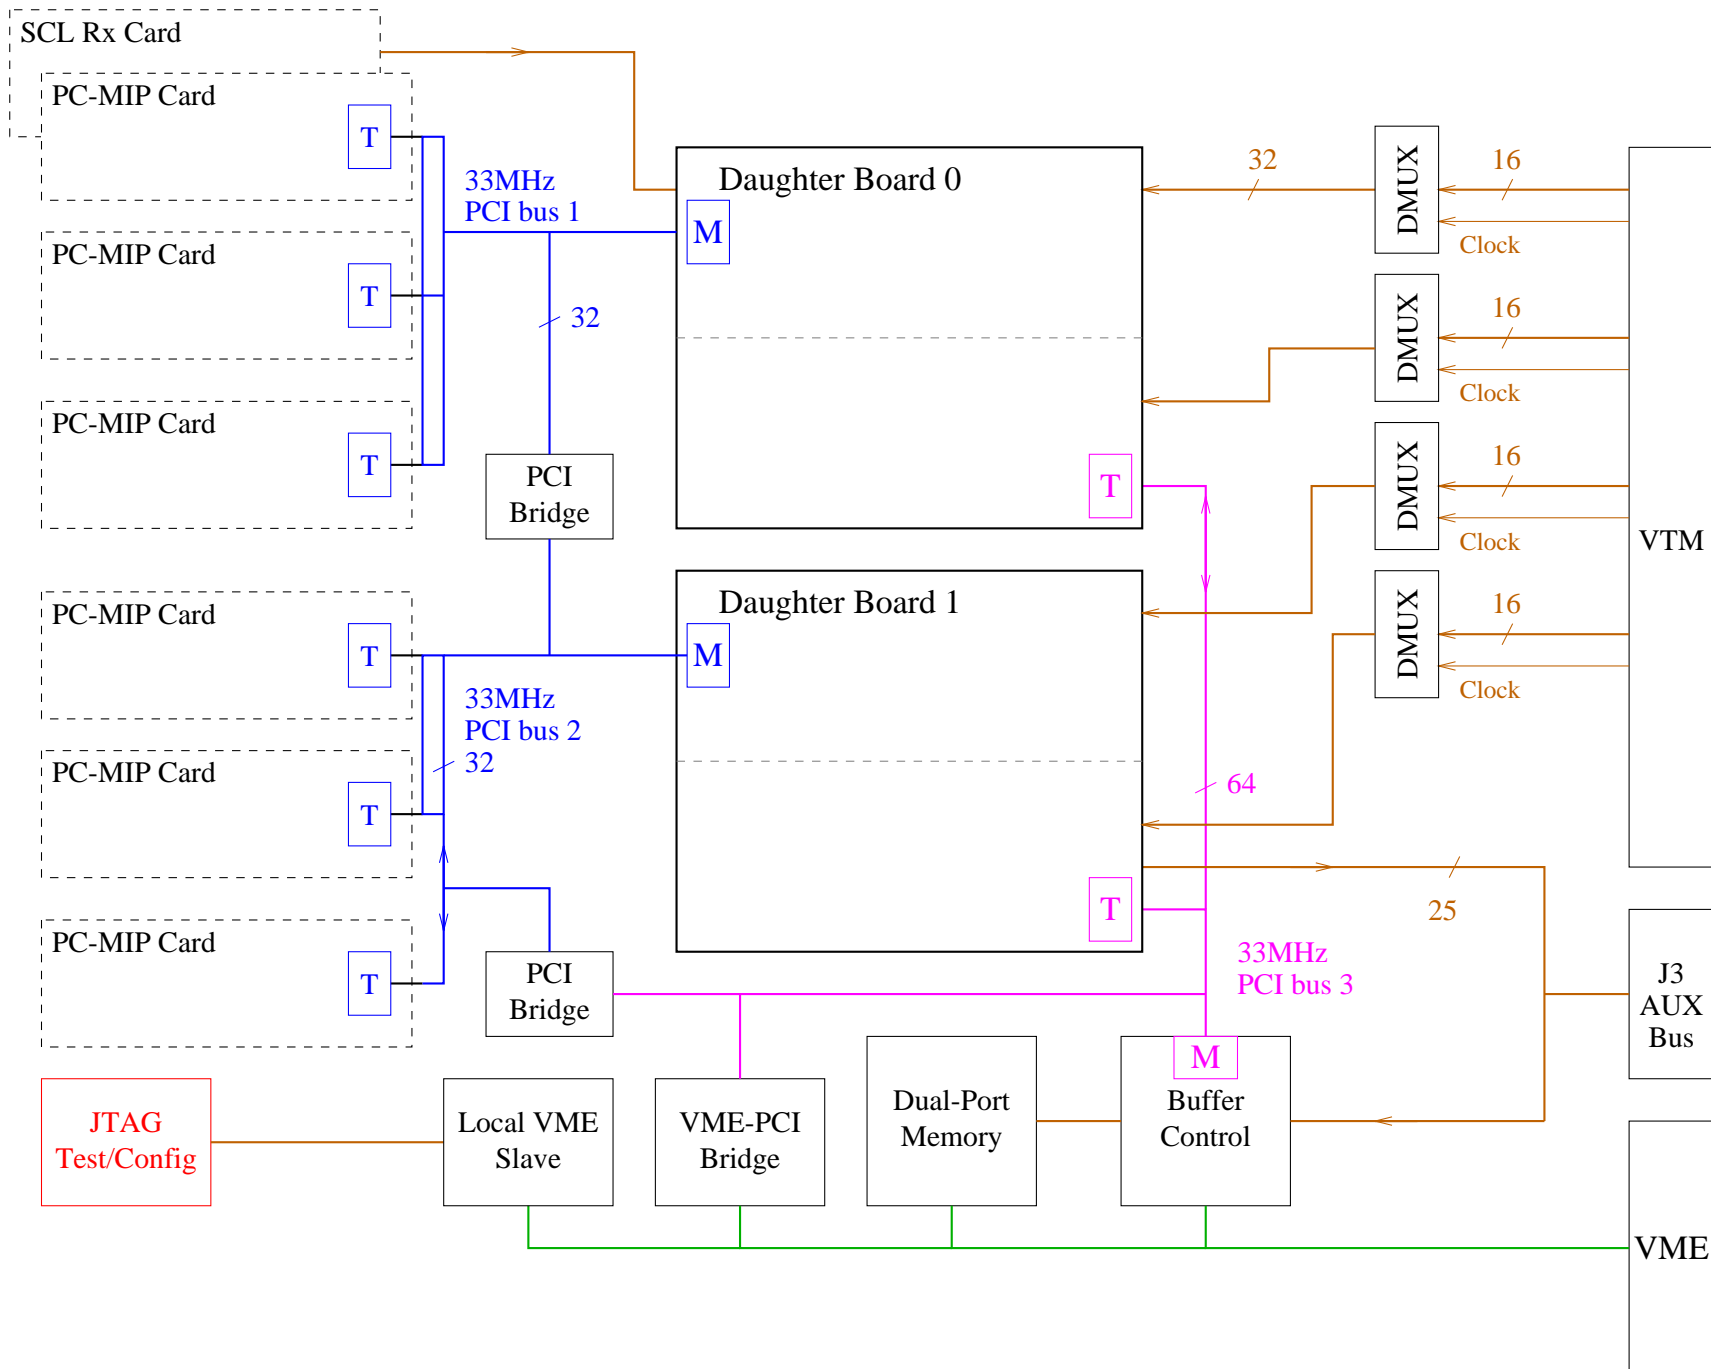 SCL Rx Card
PC-MIP Card
T
33MHz
PCI bus 1
PC-MIP Card
T
32
PC-MIP Card
T
PCI
Bridge
Daughter Board 0
M
T
32
DMUX
16
Clock
DMUX
16
Clock
DMUX
16
Clock
DMUX
16
Clock
VTM
PC-MIP Card
T
33MHz
PCI bus 2
32
PC-MIP Card
T
PC-MIP Card
T
PCI
Bridge
Daughter Board 1
M
T
64
25
33MHz
PCI bus 3
J3
AUX
Bus
JTAG
Test/Config
Local VME
Slave
VME-PCI
Bridge
Dual-Port
Memory
M
Buffer
Control
VME